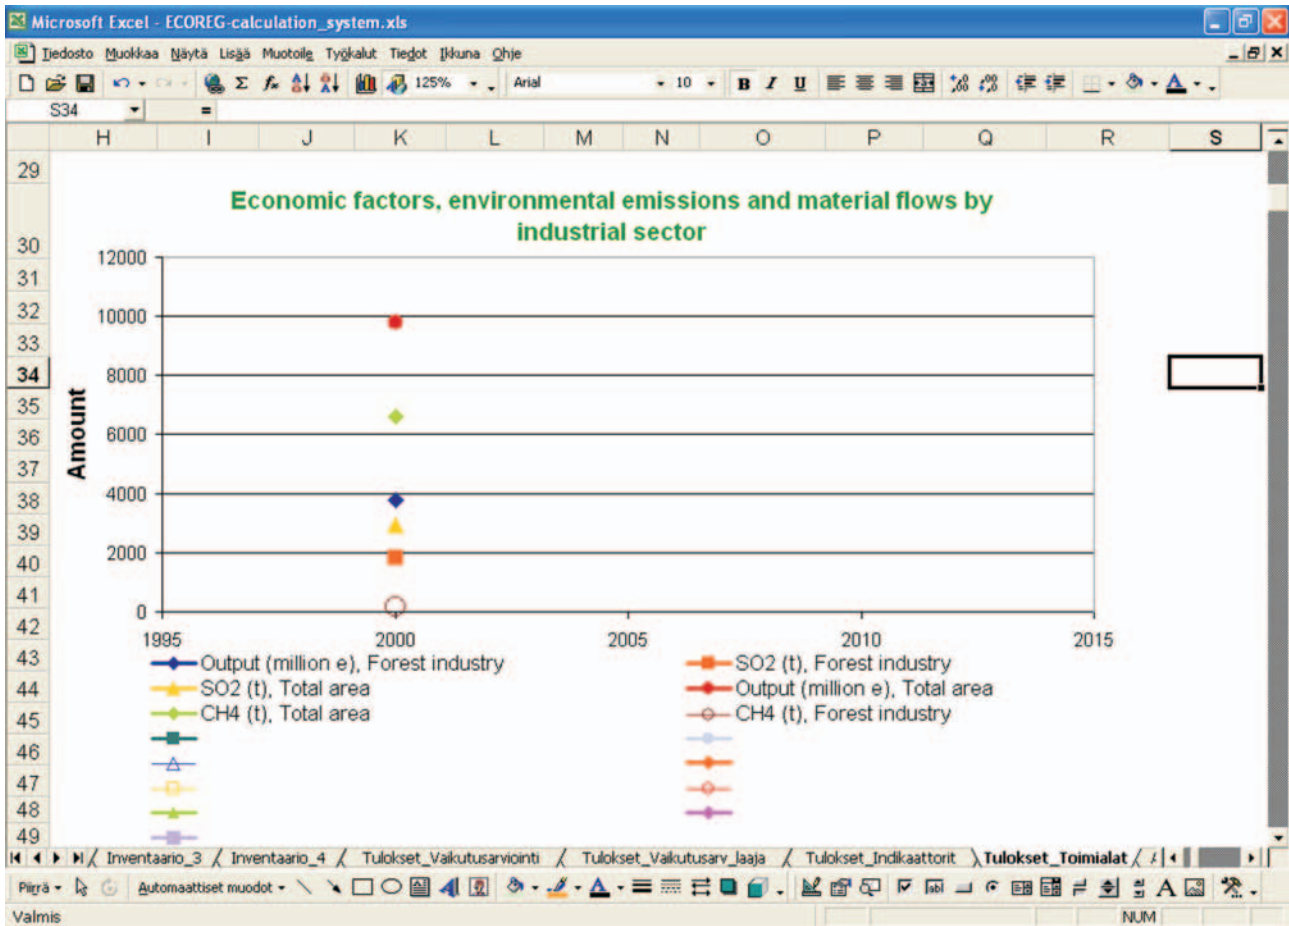 Microsoft Excel - ECOREG-calculation_system.xls
Tiedosto Muokkaa Näytä Lisää Muotoile Työkalut Tiedot Ikkuna Ohje
125% Arial 10 B I U
S34 =
H I J K L M N O P Q R S
29
Economic factors, environmental emissions and material flows by
industrial sector
30
31
32
33
34
35
36
37
38
39
40
41
42
43
44
45
46
47
48
49
Amount
12000
10000
8000
6000
4000
2000
0
1995 2000 2005 2010 2015
Output (million e), Forest industry SO2 (t), Forest industry
SO2 (t), Total area Output (million e), Total area
CH4 (t), Total area CH4 (t), Forest industry
Inventaario_3 Inventaario_4 Tulokset_Vaikutusarviointi Tulokset_Vaikutusarv_laaja Tulokset_Indikaattorit Tulokset_Toimialat
Piirrä Automaattiset muodot
Valmis NUM